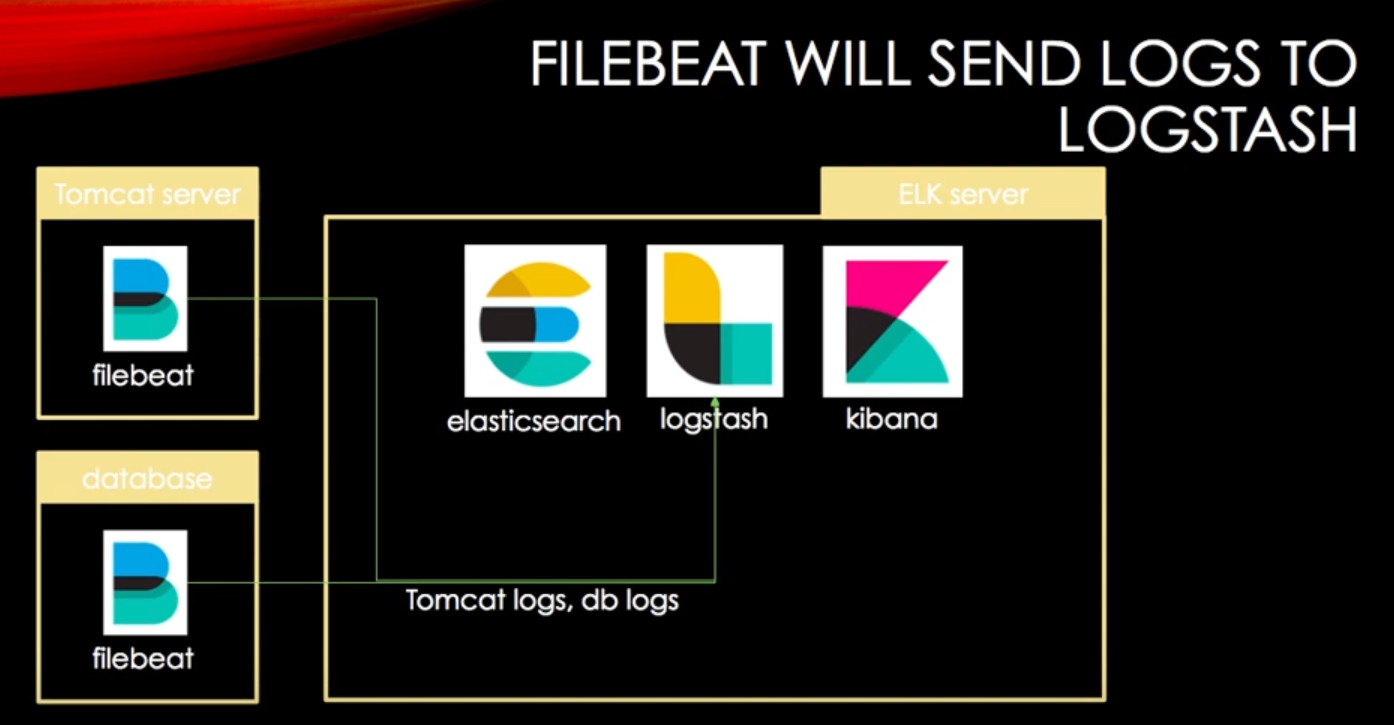 FILEBEAT WILL SEND LOGS TO
LOGSTASH
Tomcat server
ELK server
filebeat
elasticsearch
logstash
kibana
database
Tomcat logs, db logs
filebeat